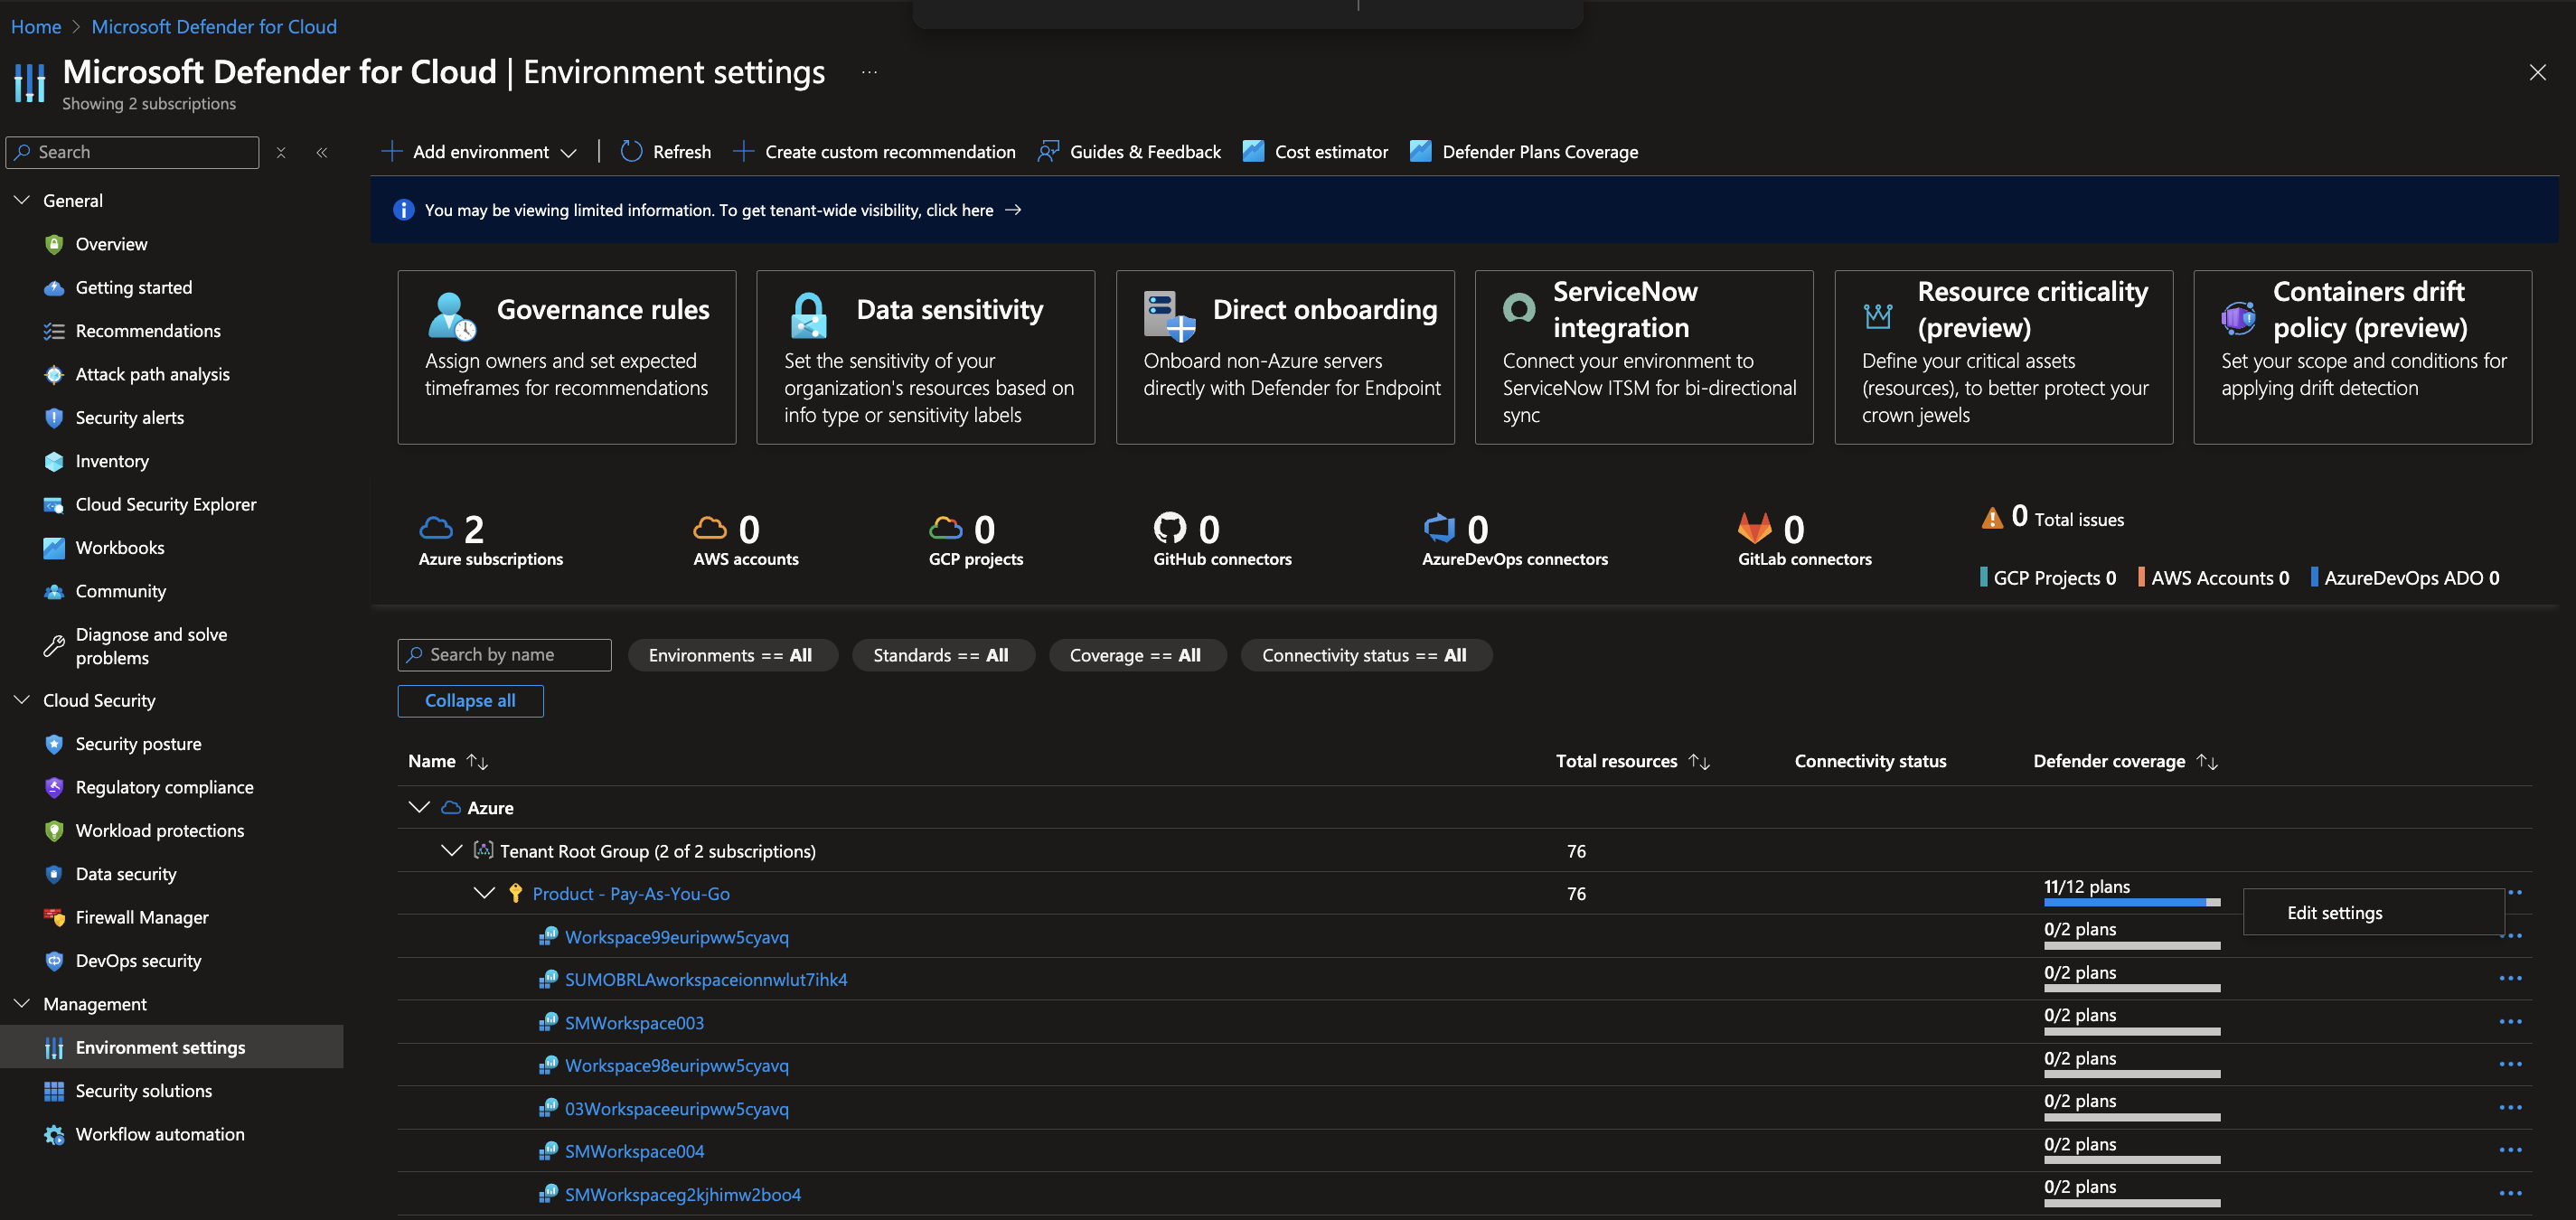 Home > Microsoft Defender for Cloud
Microsoft Defender for Cloud | Environment settings ...
Showing 2 subscriptions
Search
General
Overview
Getting started
Recommendations
Attack path analysis
Security alerts
Inventory
Cloud Security Explorer
Workbooks
Community
Diagnose and solve
problems
Cloud Security
Security posture
Regulatory compliance
Workload protections
Data security
Firewall Manager
DevOps security
Management
Environment settings
Security solutions
Workflow automation
Add environment | Refresh Create custom recommendation Guides & Feedback Cost estimator Defender Plans Coverage
You may be viewing limited information. To get tenant-wide visibility, click here →
Governance rules
Assign owners and set expected
timeframes for recommendations
Data sensitivity
Set the sensitivity of your
organization's resources based on
info type or sensitivity labels
Direct onboarding
Onboard non-Azure servers
directly with Defender for Endpoint
ServiceNow
integration
Connect your environment to
ServiceNow ITSM for bi-directional
sync
Resource criticality
(preview)
Define your critical assets
(resources), to better protect your
crown jewels
Containers drift
policy (preview)
Set your scope and conditions for
applying drift detection
2
Azure subscriptions
0
AWS accounts
0
GCP projects
0
GitHub connectors
0
AzureDevOps connectors
0
GitLab connectors
0 Total issues
GCP Projects 0 AWS Accounts 0 AzureDevOps ADO 0
Search by name Environments == All Standards == All Coverage == All Connectivity status == All
Collapse all
Name ↑↓ Total resources ↑↓ Connectivity status Defender coverage ↑↓
Azure
Tenant Root Group (2 of 2 subscriptions) 76
Product - Pay-As-You-Go 76 11/12 plans
Edit settings
Workspace99euripww5cyavq 0/2 plans
SUMOBRLAworkspaceionnwlut7ihk4 0/2 plans
SMWorkspace003 0/2 plans
Workspace98euripww5cyavq 0/2 plans
03Workspaceeuripww5cyavq 0/2 plans
SMWorkspace004 0/2 plans
SMWorkspaceg2kjhimw2boo4 0/2 plans